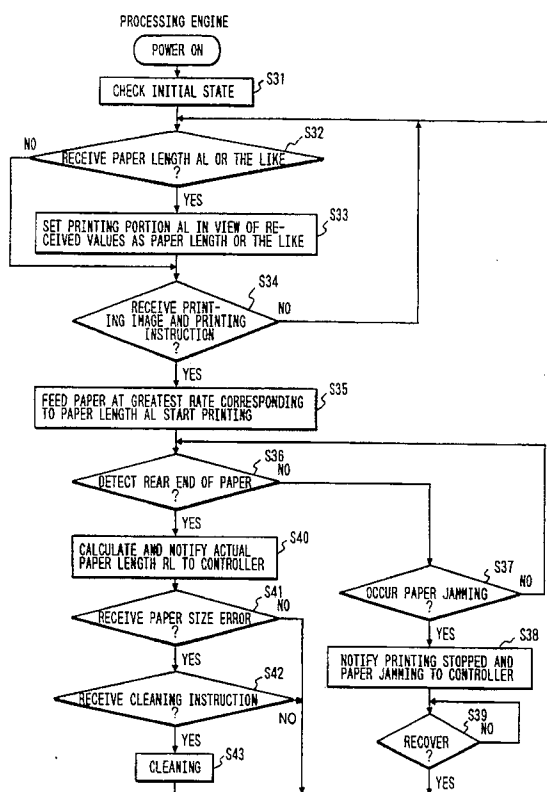 PROCESSING ENGINE
POWER ON
S31
CHECK INITIAL STATE
S32
NO
RECEIVE PAPER LENGTH AL OR THE LIKE
?
YES
S33
SET PRINTING PORTION AL IN VIEW OF RE-
CEIVED VALUES AS PAPER LENGTH OR THE LIKE
S34
RECEIVE PRINT-
ING IMAGE AND PRINTING
INSTRUCTION
?
NO
YES
S35
FEED PAPER AT GREATEST RATE CORRESPONDING
TO PAPER LENGTH AL START PRINTING
S36
DETECT REAR END OF PAPER
?
NO
YES
S40
CALCULATE AND NOTIFY ACTUAL
PAPER LENGTH RL TO CONTROLLER
S37
OCCUR PAPER JAMMING
?
NO
YES
S41
RECEIVE PAPER SIZE ERROR
?
NO
YES
S38
NOTIFY PRINTING STOPPED AND
PAPER JAMMING TO CONTROLLER
S42
RECEIVE CLEANING INSTRUCTION
?
NO
YES
S39
RECOVER
?
NO
YES
S43
CLEANING